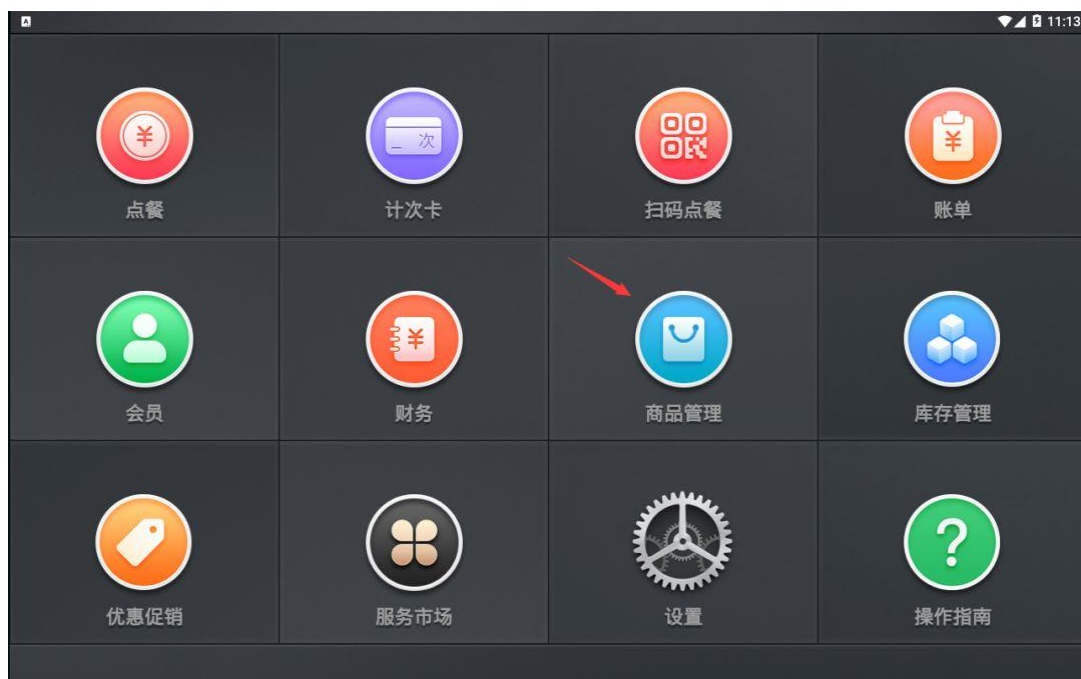 11:13
点餐
计次卡
扫码点餐
账单
会员
财务
商品管理
库存管理
优惠促销
服务市场
设置
操作指南
次